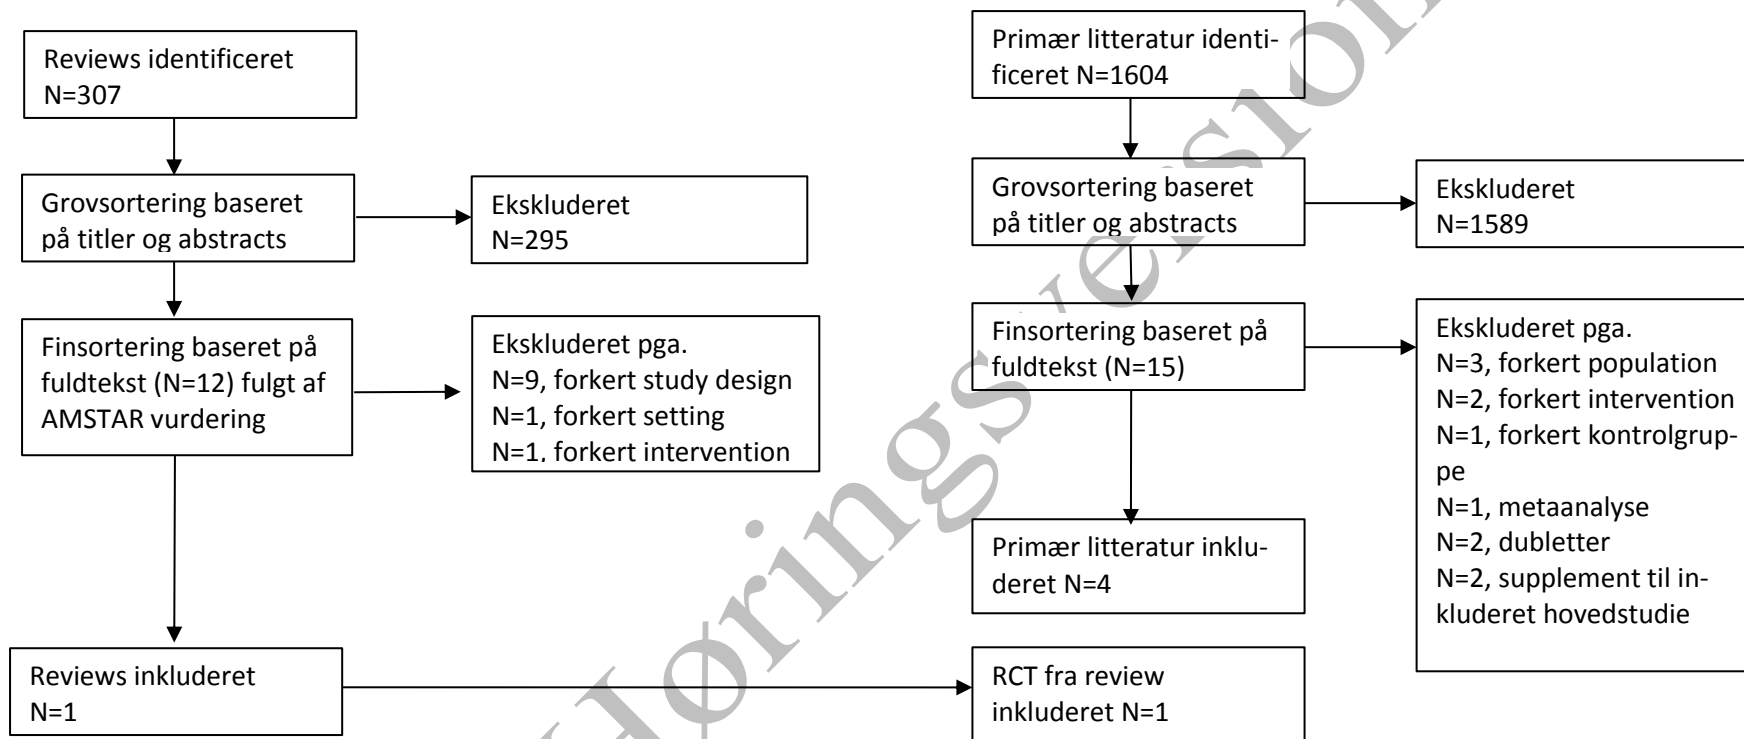 Reviews identificeret
N=307
Grovsortering baseret
på titler og abstracts
Ekskluderet
N=295
Finsortering baseret på
fuldtekst (N=12) fulgt af
AMSTAR vurdering
Ekskluderet pga.
N=9, forkert study design
N=1, forkert setting
N=1, forkert intervention
Reviews inkluderet
N=1
Primær litteratur identi-
ficeret N=1604
Grovsortering baseret
på titler og abstracts
Ekskluderet
N=1589
Finsortering baseret på
fuldtekst (N=15)
Ekskluderet pga.
N=3, forkert population
N=2, forkert intervention
N=1, forkert kontrolgrup-
pe
N=1, metaanalyse
N=2, dubletter
N=2, supplement til in-
kluderet hovedstudie
Primær litteratur inklu-
deret N=4
RCT fra review
inkluderet N=1
Hørings version